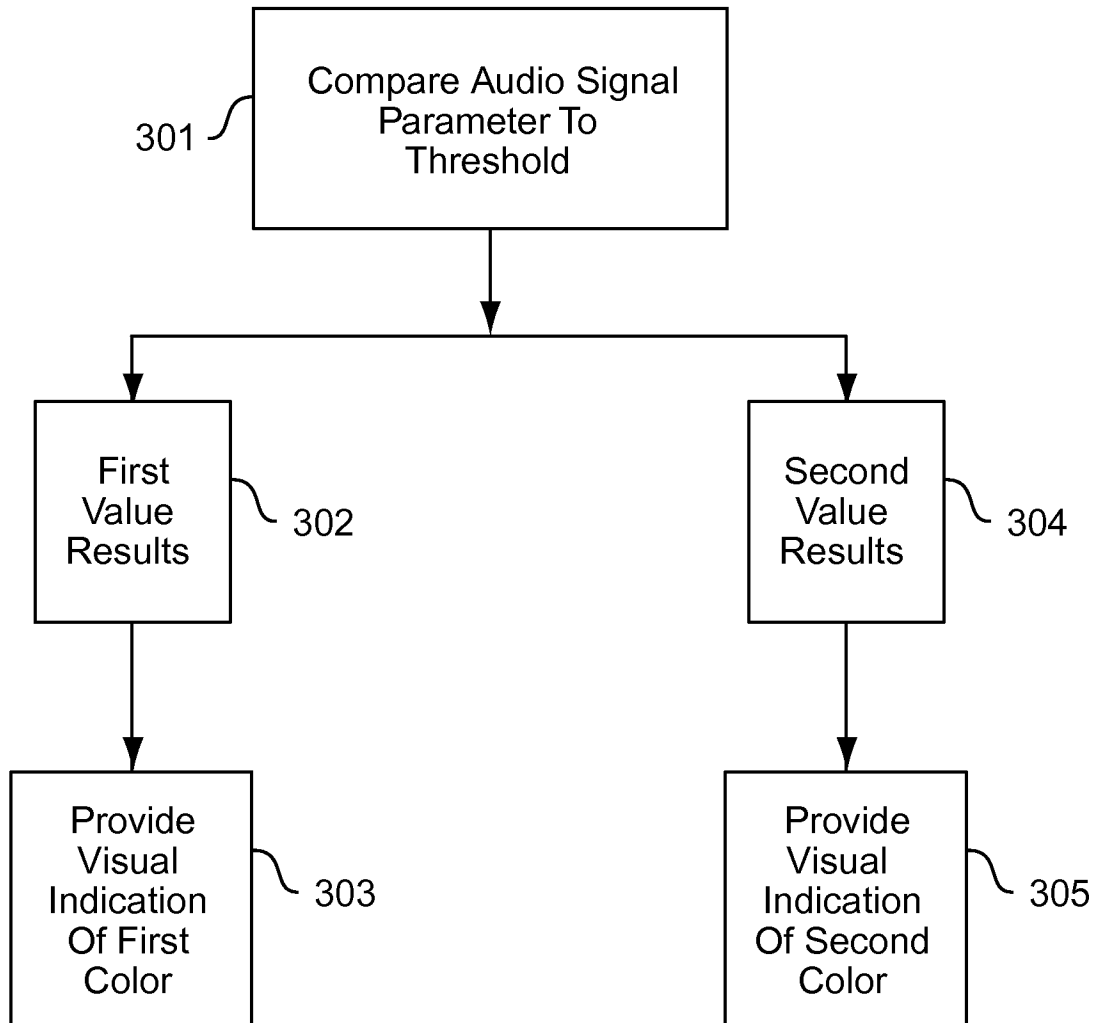 Compare Audio Signal
Parameter To
Threshold
301
First
Value
Results
302
Second
Value
Results
304
Provide
Visual
Indication
Of First
Color
303
Provide
Visual
Indication
Of Second
Color
305